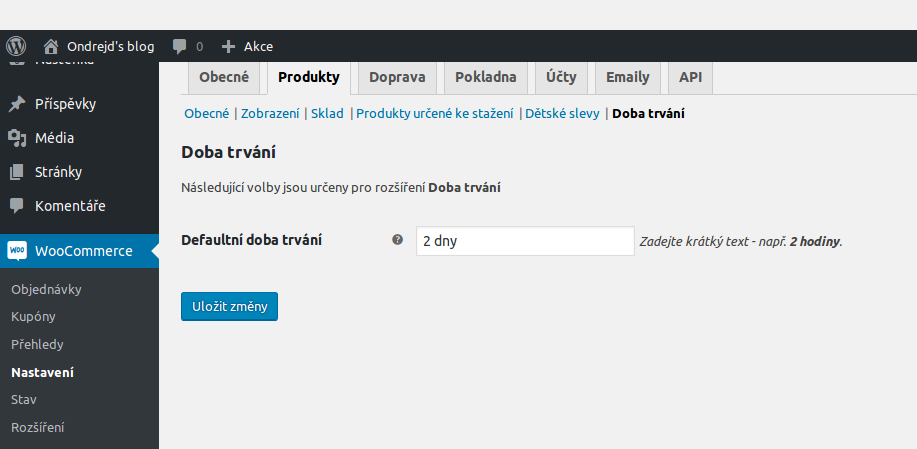 Ondrejd's blog 0 Akce
Nástěnka
Příspěvky
Média
Stránky
Komentáře
WOO WooCommerce
Objednávky
Kupóny
Přehledy
Nastavení
Stav
Rozšíření
Obecné Produkty Doprava Pokladna Účty Emaily API
Obecné | Zobrazení | Sklad | Produkty určené ke stažení | Dětské slevy | Doba trvání
Doba trvání
Následující volby jsou určeny pro rozšíření Doba trvání
Defaultní doba trvání ? 2 dny Zadejte krátký text - např. 2 hodiny.
Uložit změny